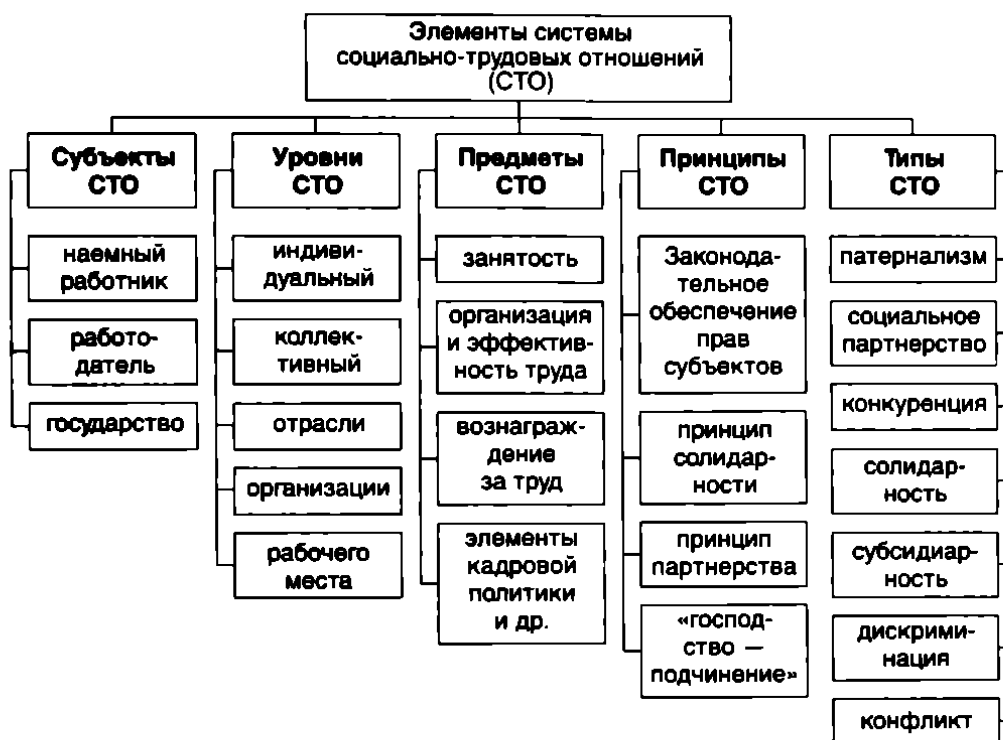 Элементы системы
социально-трудовых отношений
(СТО)
Субъекты
СТО
наемный
работник
работо-
датель
государство
Уровни
СТО
индиви-
дуальный
коллек-
тивный
отрасли
организации
рабочего
места
Предметы
СТО
занятость
организация
и эффектив-
ность труда
вознаграж-
дение
за труд
элементы
кадровой
политики
и др.
Принципы
СТО
Законода-
тельное
обеспечение
прав
субъектов
принцип
солидар-
ности
принцип
партнерства
«господ-
ство —
подчинение»
Типы
СТО
патернализм
социальное
партнерство
конкуренция
солидар-
ность
субсидиар-
ность
дискрими-
нация
конфликт